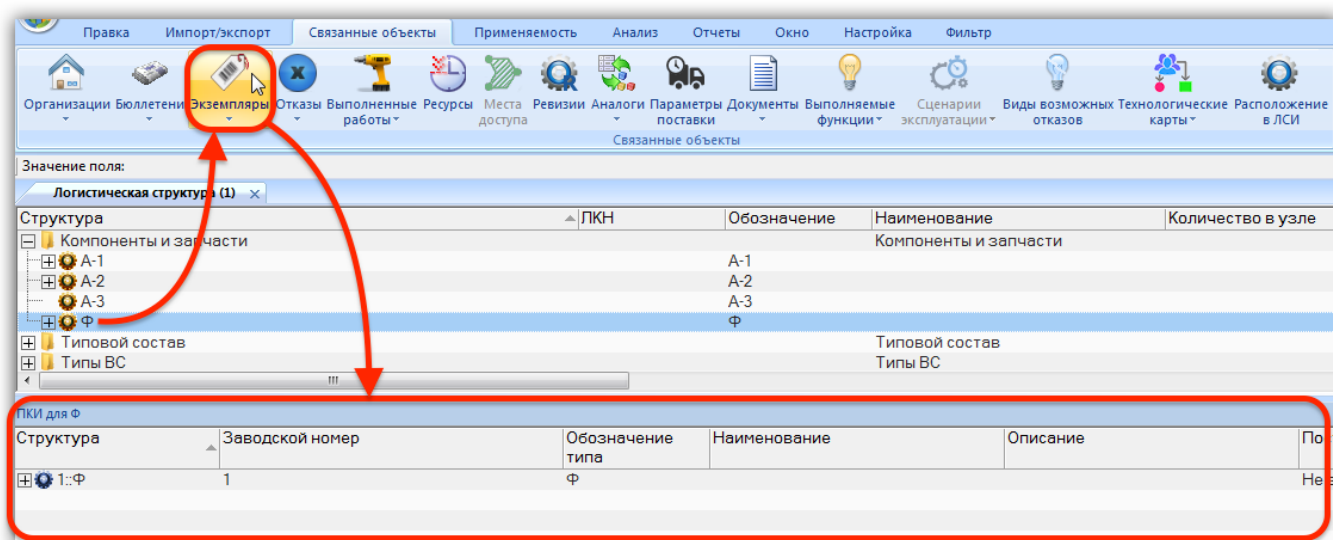 Правка Импорт/экспорт Связанные объекты Применяемость Анализ Отчеты Окно Настройка Фильтр
Организации Бюллетени Экземпляры Отказы Выполненные работы Ресурсы Места доступа Ревизии Аналоги Параметры поставки Документы Выполняемые функции Сценарии эксплуатации Виды возможных отказов Технологические карты Расположение в ЛСИ
Связанные объекты
Значение поля:
Логистическая структура (1)
Структура ЛКН Обозначение Наименование Количество в узле
Компоненты и запчасти Компоненты и запчасти
А-1 А-1
А-2 А-2
А-3 А-3
Ф Ф
Типовой состав Типовой состав
Типы ВС Типы ВС
ПКИ для Ф
Структура Заводской номер Обозначение типа Наименование Описание
1::Ф 1 Ф